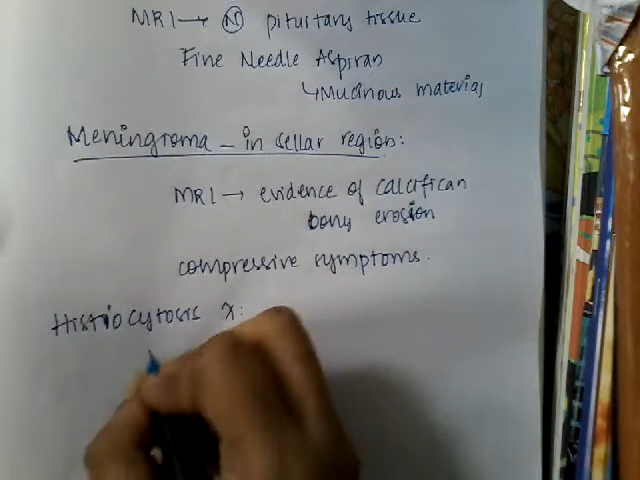 MRI → Ⓝ pituitary tissue
Fine Needle Aspiran
↳ Mucinous material
Meningroma - in sellar region:
MRI → evidence of calcifican
bony erosion
compressive symptoms.
Histiocytosis X: